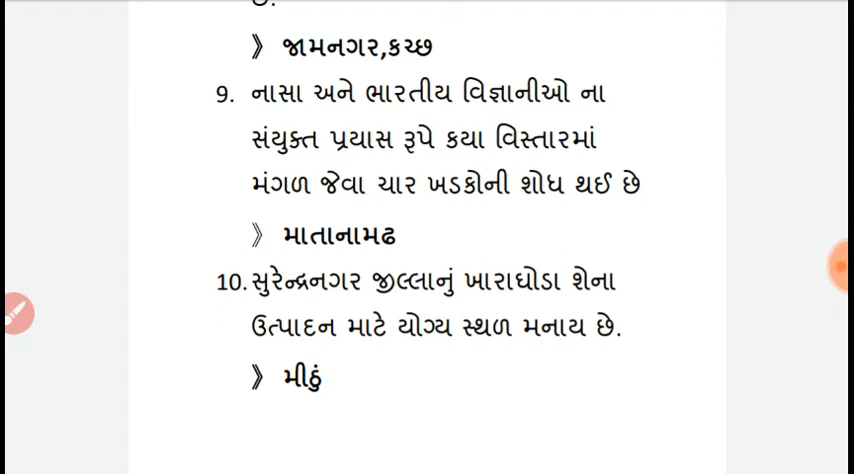 છે.
》 જામનગર,કચ્છ
9. નાસા અને ભારતીય વિજ્ઞાનીઓ ના
સંયુક્ત પ્રયાસ રૂપે કયા વિસ્તારમાં
મંગળ જેવા ચાર ખડકોની શોધ થઈ છે
》 માતાનામઢ
10. સુરેન્દ્રનગર જીલ્લાનું ખારાઘોડા શેના
ઉત્પાદન માટે યોગ્ય સ્થળ મનાય છે.
》 મીઠું